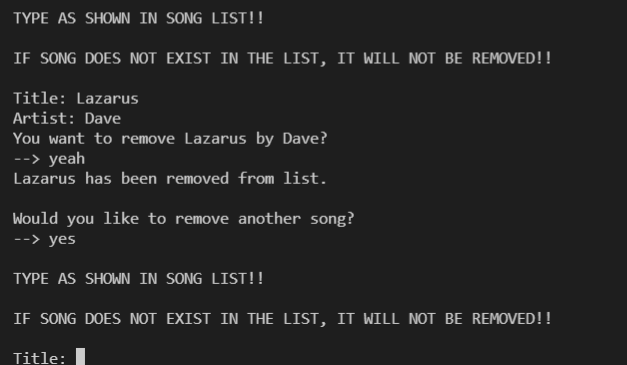 TYPE AS SHOWN IN SONG LIST!!
IF SONG DOES NOT EXIST IN THE LIST, IT WILL NOT BE REMOVED!!
Title: Lazarus
Artist: Dave
You want to remove Lazarus by Dave?
--> yeah
Lazarus has been removed from list.
Would you like to remove another song?
--> yes
TYPE AS SHOWN IN SONG LIST!!
IF SONG DOES NOT EXIST IN THE LIST, IT WILL NOT BE REMOVED!!
Title: